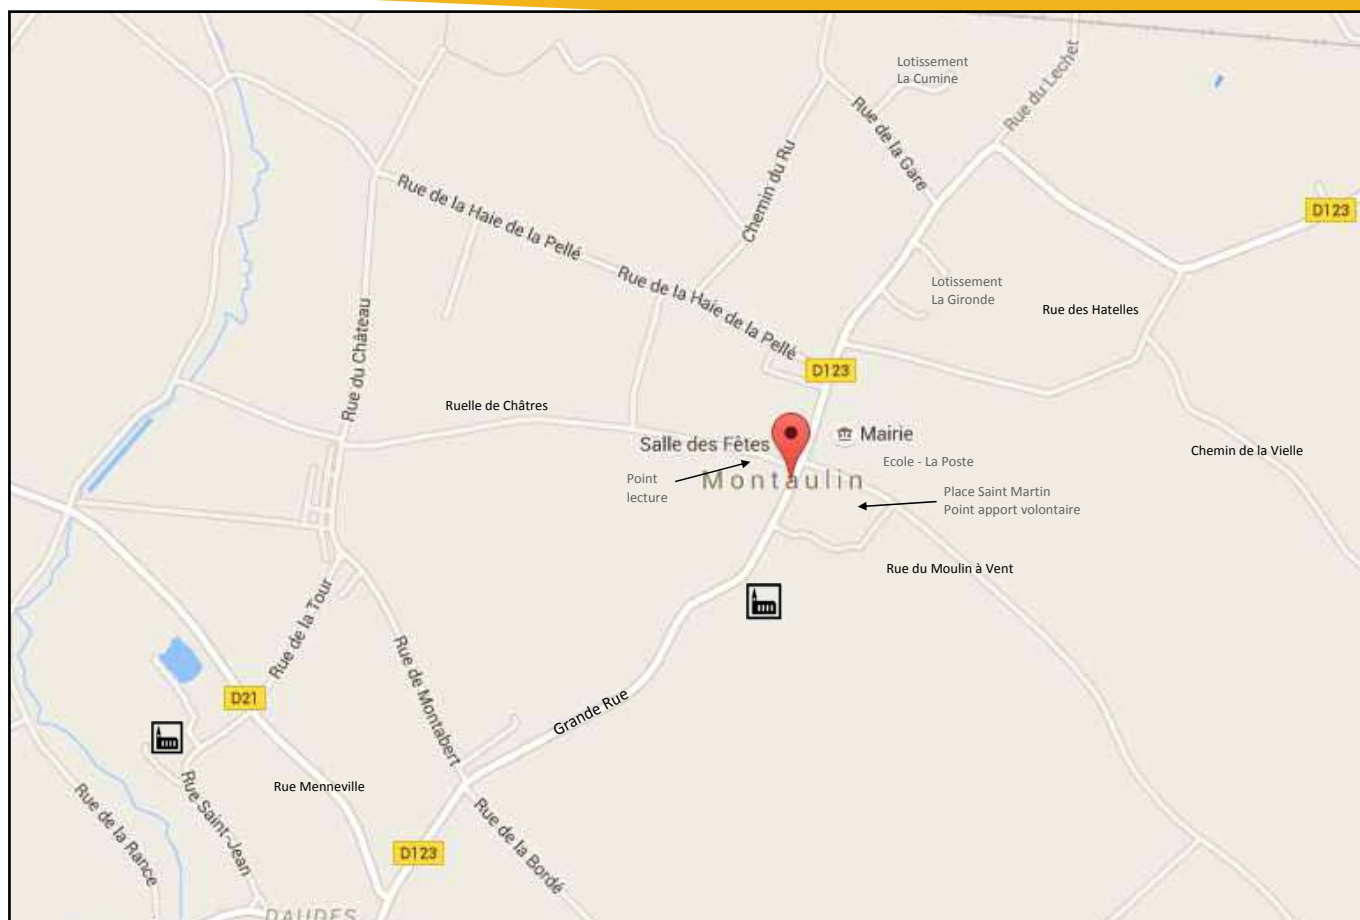 Lotissement
La Cumine
Rue du Lechet
Rue de la Gare
Chemin du Ru
Rue de la Haie de la Pellé
D123
Rue de la Haie de la Pellé
Lotissement
La Gironde
Rue des Hatelles
Rue du Château
D123
Ruelle de Châtres
Salle des Fêtes
Mairie
Chemin de la Vielle
Ecole - La Poste
Point
lecture
Montaulin
Place Saint Martin
Point apport volontaire
Rue du Moulin à Vent
Rue de la Tour
Rue de Montabert
D21
Grande Rue
Rue Menneville
Rue Saint-Jean
Rue de la Rance
Rue de la Bordé
D123
DAUDES